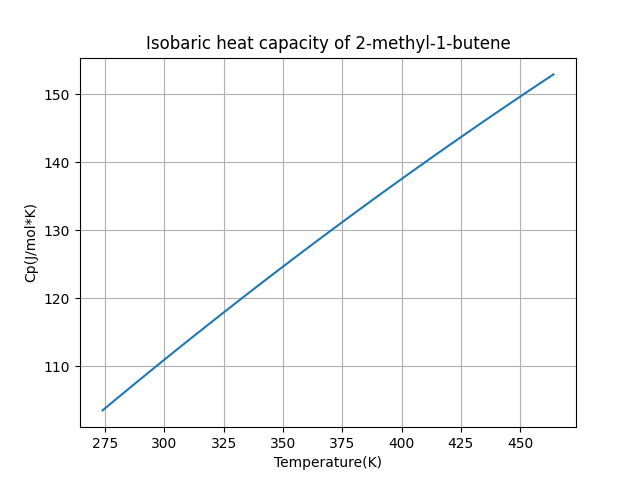 Isobaric heat capacity of 2-methyl-1-butene
Cp(J/mol*K)
150
140
130
120
110
275 300 325 350 375 400 425 450
Temperature(K)